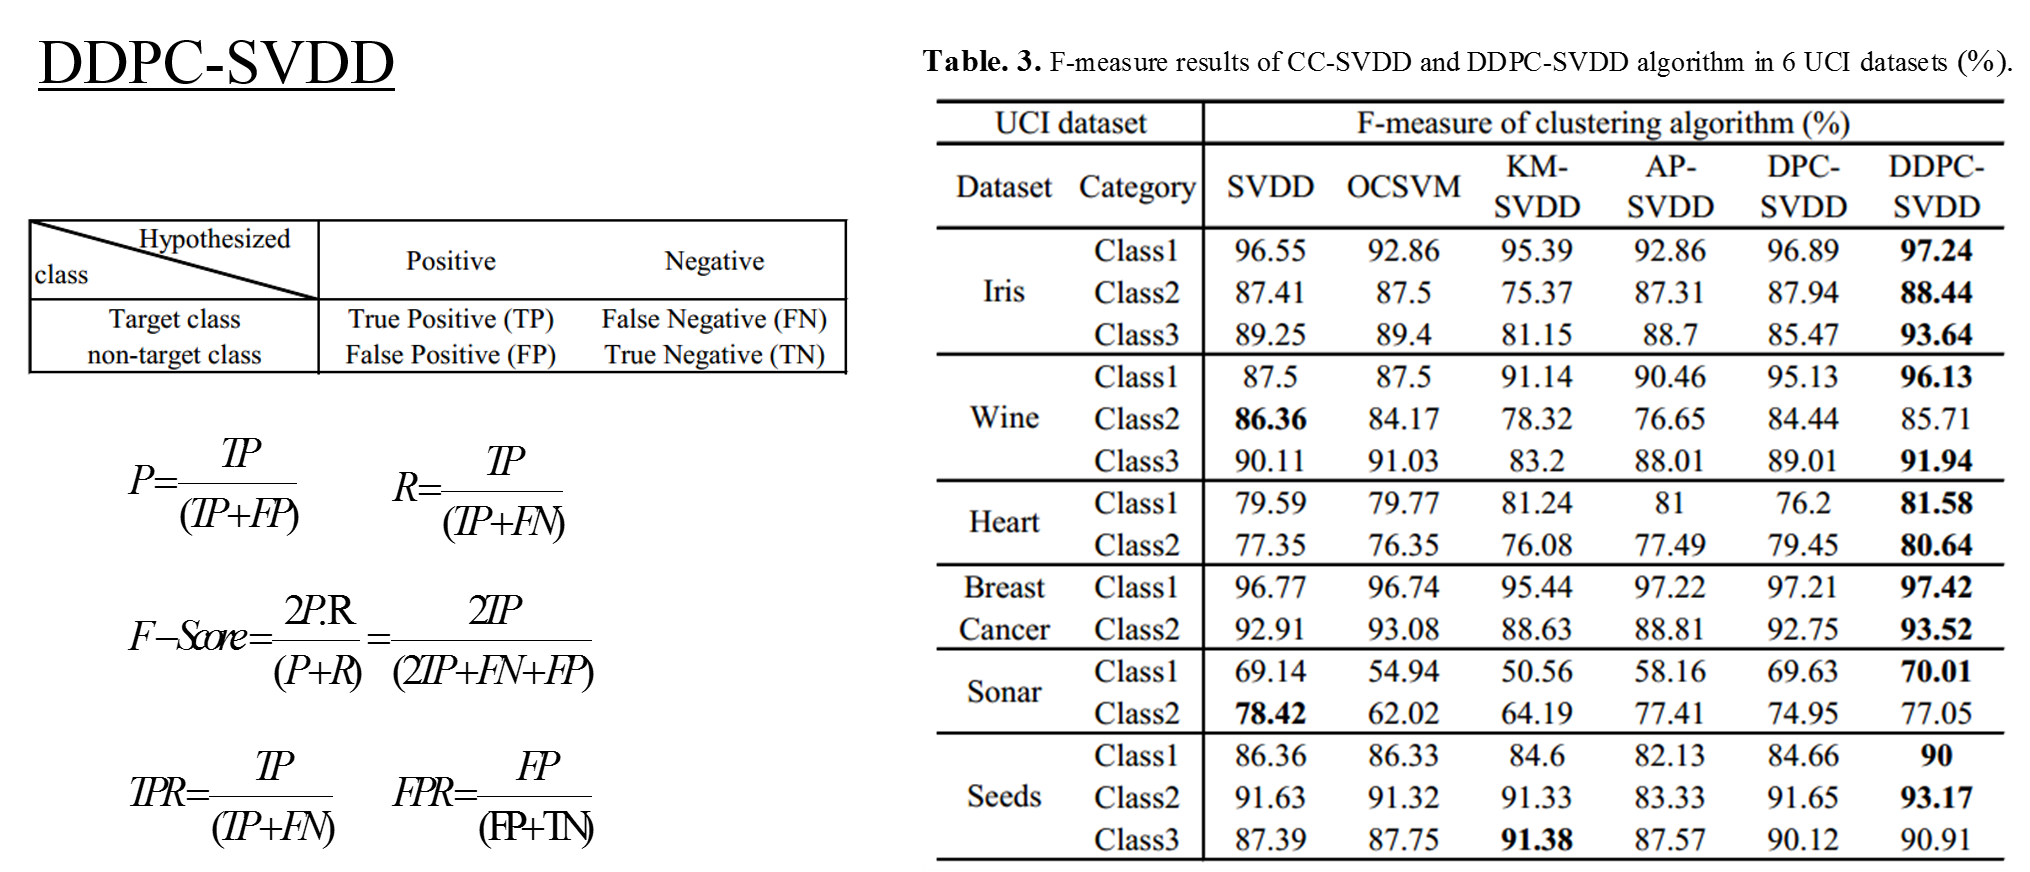 DDPC-SVDD
Hypothesized
class
Positive
Negative
Target class True Positive (TP) False Negative (FN)
non-target class False Positive (FP) True Negative (TN)
P=TP/(TP+FP) R=TP/(TP+FN)
F-Score=2P.R/(P+R)=2TP/(2TP+FN+FP)
TPR=TP/(TP+FN) FPR=FP/(FP+TN)
Table. 3. F-measure results of CC-SVDD and DDPC-SVDD algorithm in 6 UCI datasets (%).
UCI dataset F-measure of clustering algorithm (%)
Dataset Category SVDD OCSVM KM-SVDD AP-SVDD DPC-SVDD DDPC-SVDD
Iris Class1 96.55 92.86 95.39 92.86 96.89 97.24
Class2 87.41 87.5 75.37 87.31 87.94 88.44
Class3 89.25 89.4 81.15 88.7 85.47 93.64
Wine Class1 87.5 87.5 91.14 90.46 95.13 96.13
Class2 86.36 84.17 78.32 76.65 84.44 85.71
Class3 90.11 91.03 83.2 88.01 89.01 91.94
Heart Class1 79.59 79.77 81.24 81 76.2 81.58
Class2 77.35 76.35 76.08 77.49 79.45 80.64
Breast Class1 96.77 96.74 95.44 97.22 97.21 97.42
Cancer Class2 92.91 93.08 88.63 88.81 92.75 93.52
Sonar Class1 69.14 54.94 50.56 58.16 69.63 70.01
Class2 78.42 62.02 64.19 77.41 74.95 77.05
Seeds Class1 86.36 86.33 84.6 82.13 84.66 90
Class2 91.63 91.32 91.33 83.33 91.65 93.17
Class3 87.39 87.75 91.38 87.57 90.12 90.91